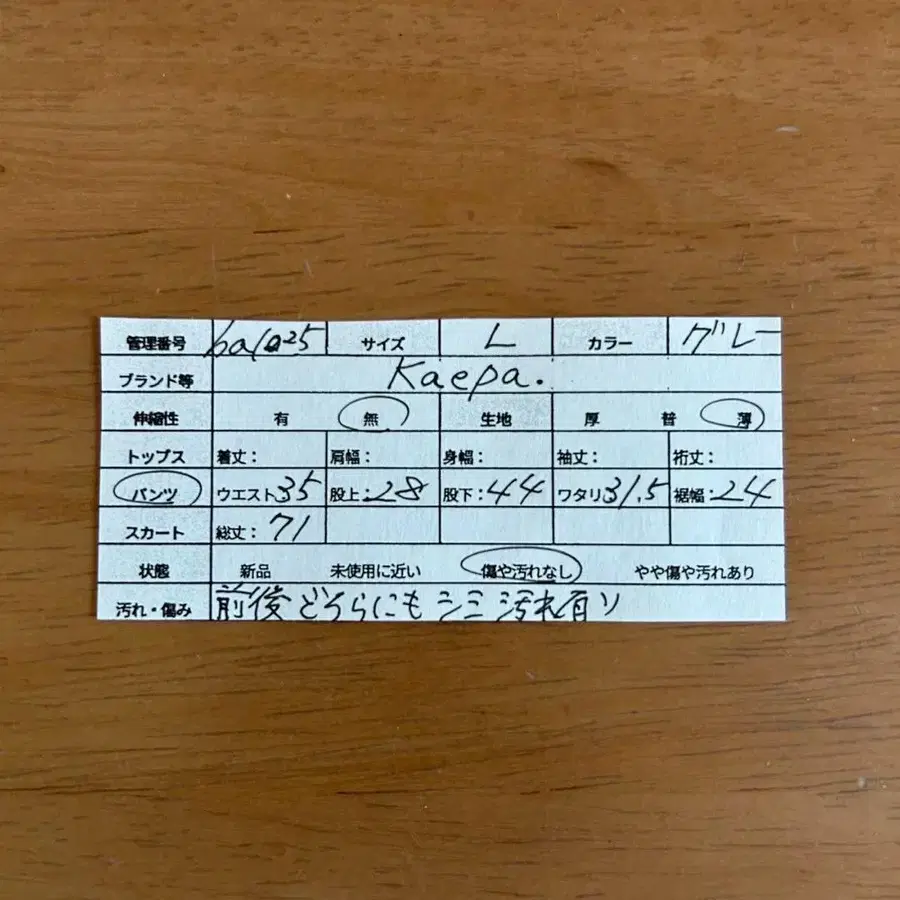 管理番号 ba1025 サイズ L カラー グレー
ブランド等 Kaepa.
伸縮性 有 無 生地 厚 普 薄
トップス 着丈: 肩幅: 身幅: 袖丈: 裄丈:
パンツ ウエスト35 股上:28 股下:44 ワタリ31.5 裾幅:24
スカート 総丈:71
状態 新品 未使用に近い 傷や汚れなし やや傷や汚れあり
汚れ・傷み 前後どちらにもシミ汚れ有り